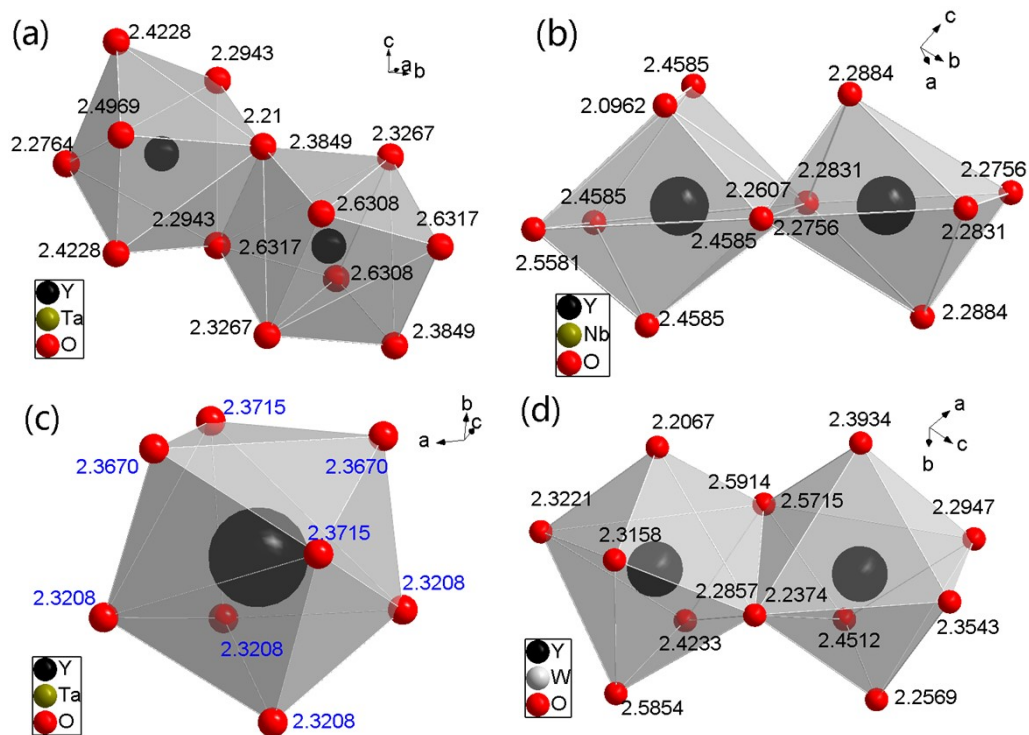 (a)
2.4228
2.2943
c
a
b
2.4969
2.21
2.2764
2.3849
2.3267
2.6308
2.6317
2.2943
2.4228
2.6317
2.6308
2.3267
2.3849
Y
Ta
O
(b)
c
b
a
2.4585
2.2884
2.0962
2.2831
2.2756
2.4585
2.2607
2.4585
2.2756
2.2831
2.5581
2.4585
2.2884
Y
Nb
O
(c)
b
a
c
2.3715
2.3670
2.3670
2.3715
2.3208
2.3208
2.3208
2.3208
Y
Ta
O
(d)
a
c
b
2.2067
2.3934
2.5914
2.5715
2.3221
2.2947
2.3158
2.2857
2.2374
2.4233
2.4512
2.3543
2.5854
2.2569
Y
W
O